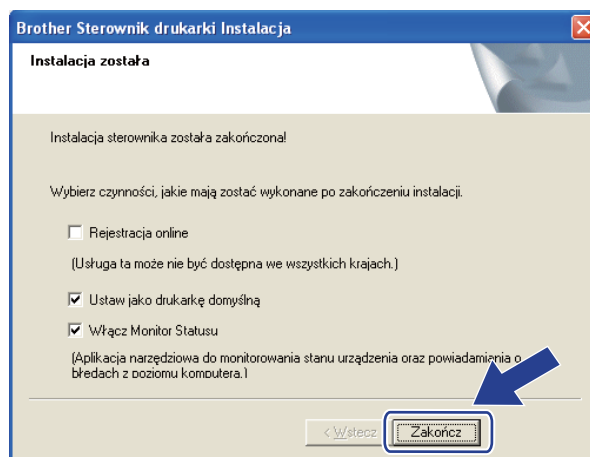 Brother Sterownik drukarki Instalacja
Instalacja została
Instalacja sterownika została zakończona!
Wybierz czynności, jakie mają zostać wykonane po zakończeniu instalacji.
Rejestracja online
(Usługa ta może nie być dostępna we wszystkich krajach.)
Ustaw jako drukarkę domyślną
Włącz Monitor Statusu
(Aplikacja narzędziowa do monitorowania stanu urządzenia oraz powiadamiania o
błedach z poziomu komputera.)
< Wstecz
Zakończ